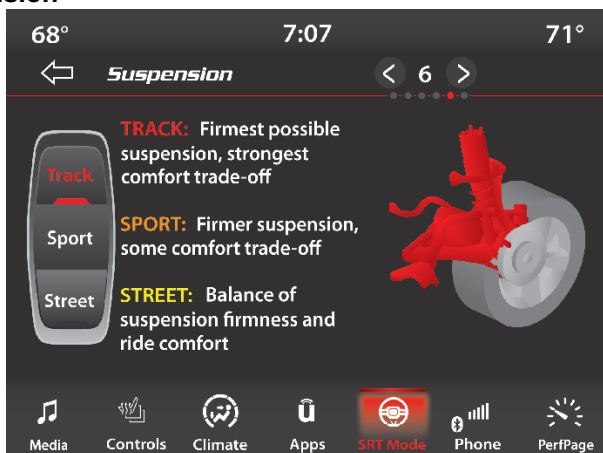 68° 7:07 71°
Suspension < 6 >
TRACK: Firmest possible
suspension, strongest
comfort trade-off
Track
Sport
Street
SPORT: Firmer suspension,
some comfort trade-off
STREET: Balance of
suspension firmness and
ride comfort
Media Controls Climate Apps SRT Mode Phone PerfPage